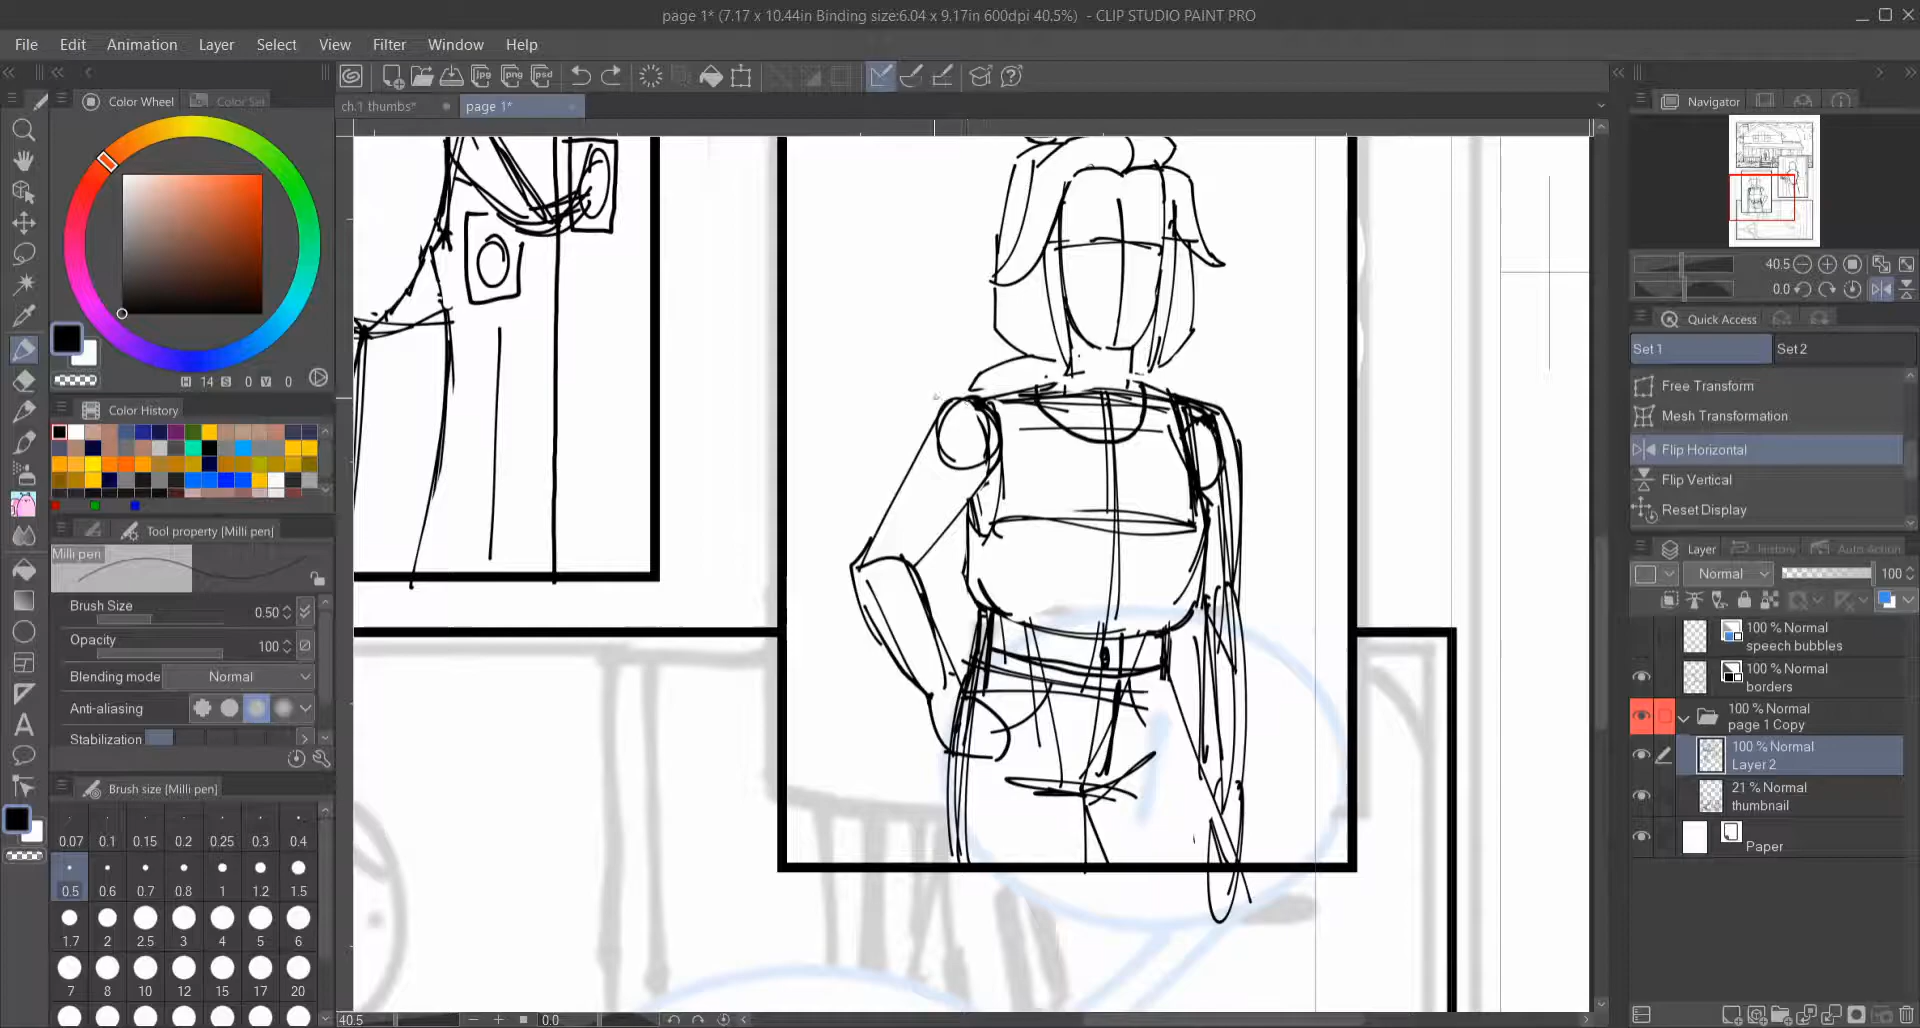 page 1* (7.17 x 10.44in Binding size:6.04 x 9.17in 600dpi 40.5%) - CLIP STUDIO PAINT PRO
File Edit Animation Layer Select View Filter Window Help
jpg png psd
Color Wheel Color Set
ch.1 thumbs* page 1*
Navigator
H 14 S 0 V 0
40.5
0.0
Color History
Quick Access
Set 1 Set 2
Free Transform
Mesh Transformation
Flip Horizontal
Flip Vertical
Reset Display
Tool property [Milli pen]
Milli pen
Brush Size 0.50
Opacity 100
Blending mode Normal
Anti-aliasing
Stabilization
Layer History Auto Action
Normal 100
100 % Normal
speech bubbles
100 % Normal
borders
100 % Normal
page 1 Copy
100 % Normal
Layer 2
21 % Normal
thumbnail
Paper
Brush size [Milli pen]
0.07 0.1 0.15 0.2 0.25 0.4
0.5 0.6 0.7 0.8 1 1.2 1.5
1.7 2 2.5 3 4 5 6
7 8 10 12 15 17 20
40.5 0.0